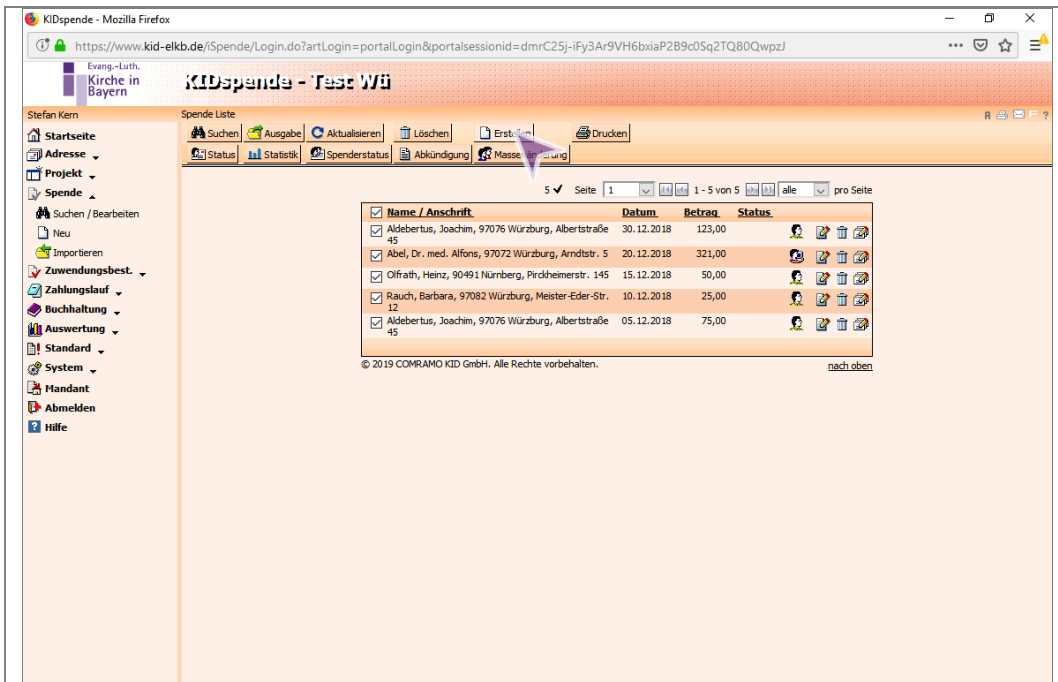 KIDspende - Mozilla Firefox
https://www.kid-elkb.de/iSpende/Login.do?artLogin=portalLogin&portalsessionid=dmrC25j-iFy3Ar9VH6bxiaP2B9c0Sq2TQ80QwpzJ
Evang.-Luth.
Kirche in
Bayern
KIDspende - Test Wü
Stefan Kern
Spende Liste
A F ?
Suchen Ausgabe Aktualisieren Löschen Erstellen Drucken
Status Statistik Spenderstatus Abkündigung Massenänderung
Startseite
Adresse
Projekt
Spende
Suchen / Bearbeiten
Neu
Importieren
Zuwendungsbest.
Zahlungslauf
Buchhaltung
Auswertung
Standard
System
Mandant
Abmelden
Hilfe
5 ✔ Seite 1 1 - 5 von 5 alle pro Seite
Name / Anschrift Datum Betrag Status
Aldebertus, Joachim, 97076 Würzburg, Albertstraße 30.12.2018 123,00
45
Abel, Dr. med. Alfons, 97072 Würzburg, Arndtstr. 5 20.12.2018 321,00
Olfrath, Heinz, 90491 Nürnberg, Pirckheimerstr. 145 15.12.2018 50,00
Rauch, Barbara, 97082 Würzburg, Meister-Eder-Str. 10.12.2018 25,00
12
Aldebertus, Joachim, 97076 Würzburg, Albertstraße 05.12.2018 75,00
45
© 2019 COMRAMO KID GmbH. Alle Rechte vorbehalten. nach oben